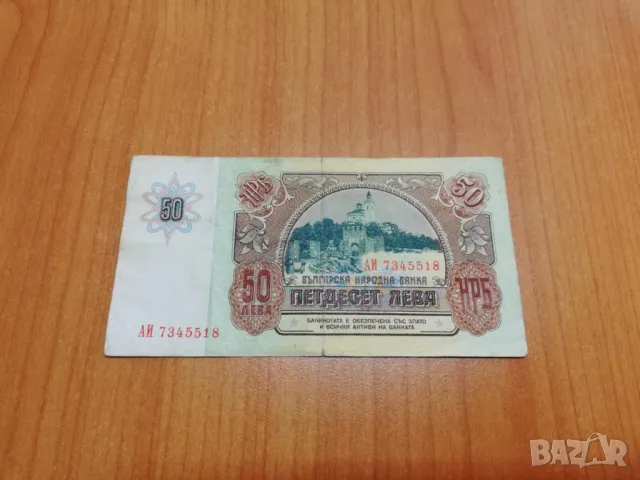 50
НРБ
50
АИ 7345518
БЪЛГАРСКА НАРОДНА БАНКА
50 ЛЕВА
ПЕТДЕСЕТ ЛЕВА
НРБ
БАНКНОТАТА Е ОБЕЗПЕЧЕНА СЪС ЗЛАТО
И ВСИЧКИ АКТИВИ НА БАНКАТА
АИ 7345518
BAZAR